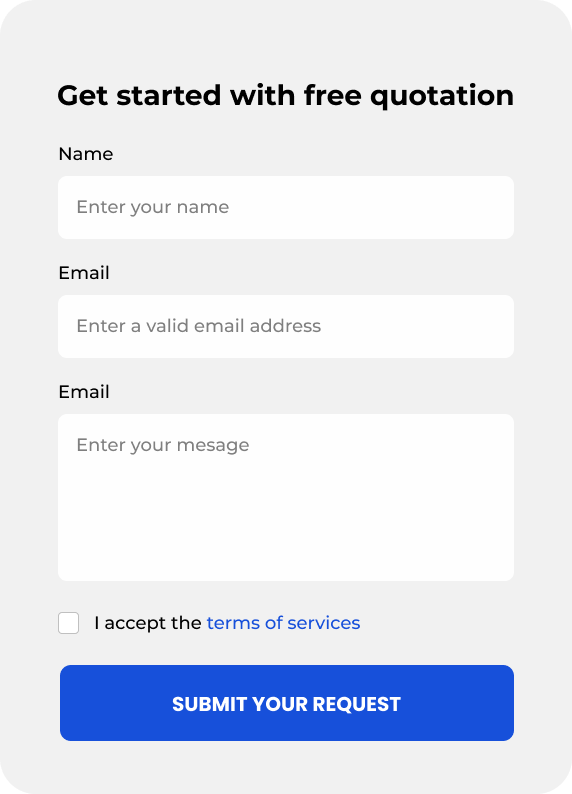 Get started with free quotation
Name
Enter your name
Email
Enter a valid email address
Email
Enter your mesage
I accept the terms of services
SUBMIT YOUR REQUEST